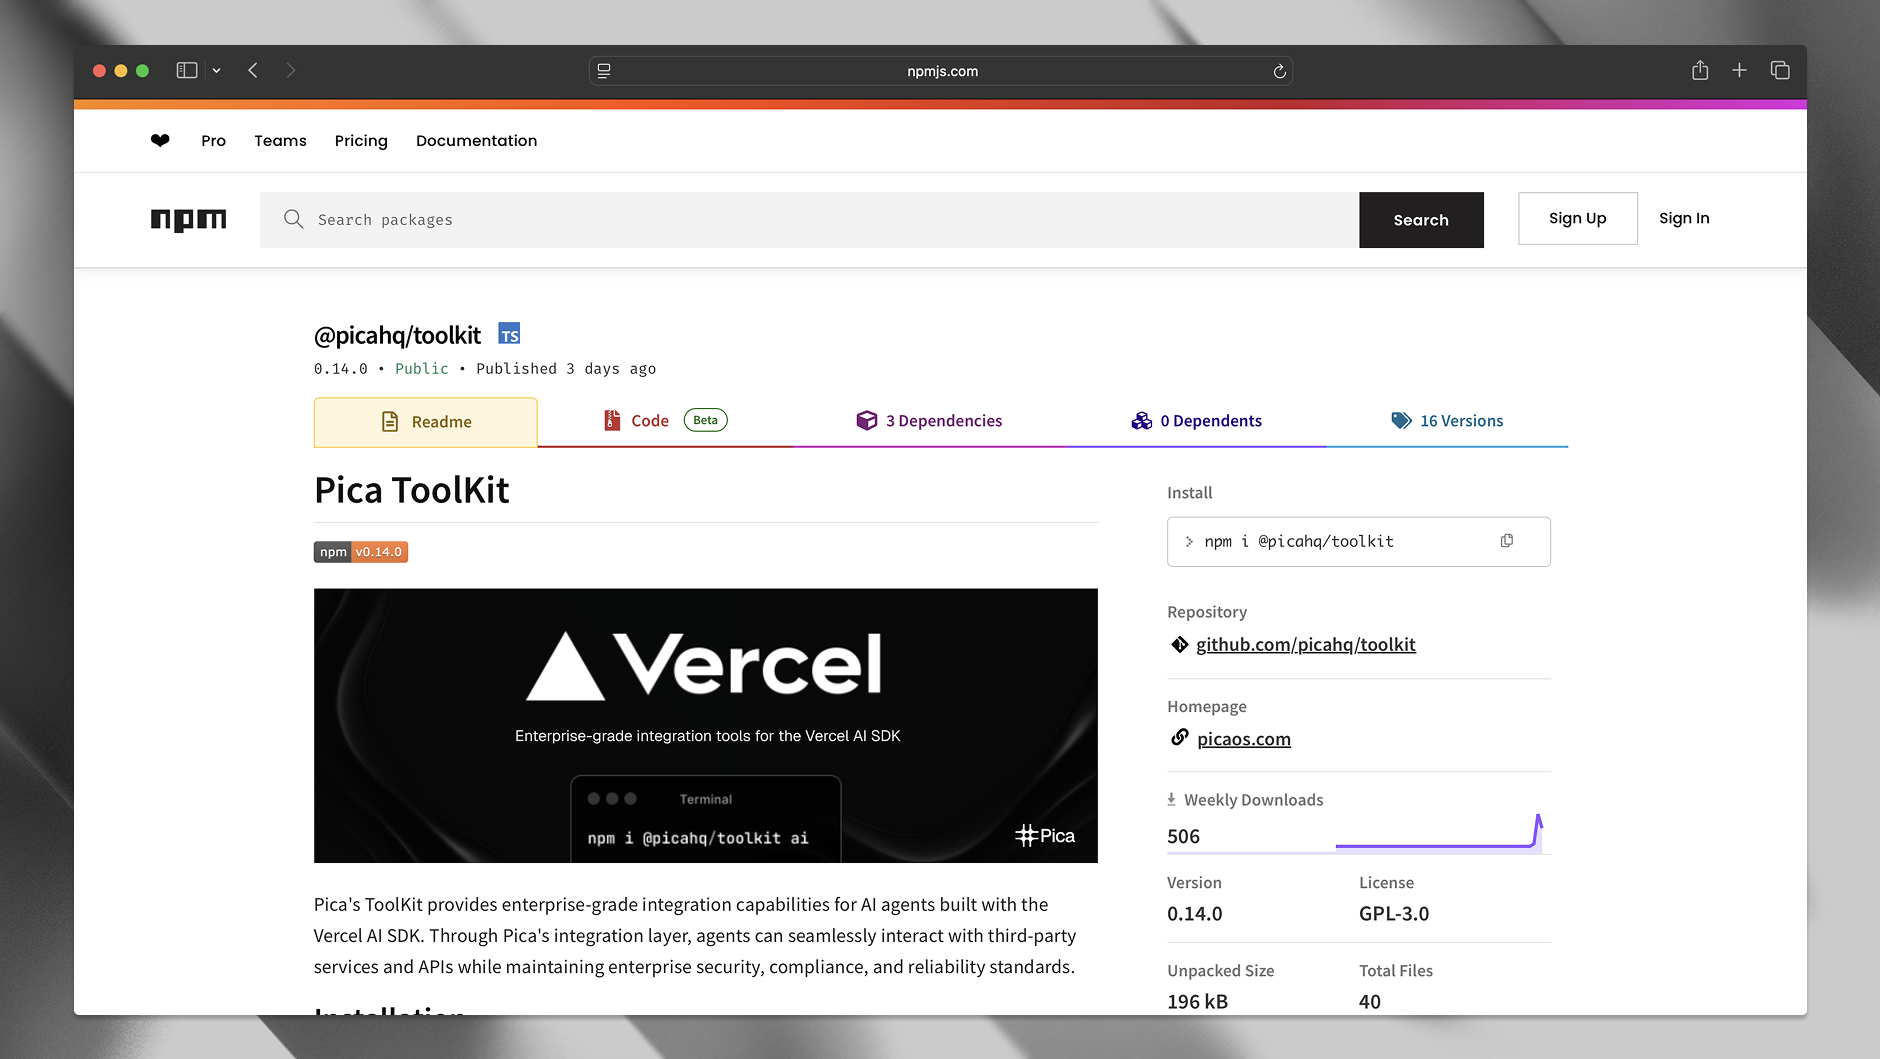 npmjs.com
Pro Teams Pricing Documentation
npm Search packages Search Sign Up Sign In
@picahq/toolkit TS
0.14.0 • Public • Published 3 days ago
Readme Code Beta 3 Dependencies 0 Dependents 16 Versions
Pica ToolKit
npm v0.14.0
Vercel
Enterprise-grade integration tools for the Vercel AI SDK
Terminal
npm i @picahq/toolkit ai
Pica
Pica's ToolKit provides enterprise-grade integration capabilities for AI agents built with the
Vercel AI SDK. Through Pica's integration layer, agents can seamlessly interact with third-party
services and APIs while maintaining enterprise security, compliance, and reliability standards.
Installation
Install
> npm i @picahq/toolkit
Repository
github.com/picahq/toolkit
Homepage
picaos.com
Weekly Downloads
506
Version License
0.14.0 GPL-3.0
Unpacked Size Total Files
196 kB 40